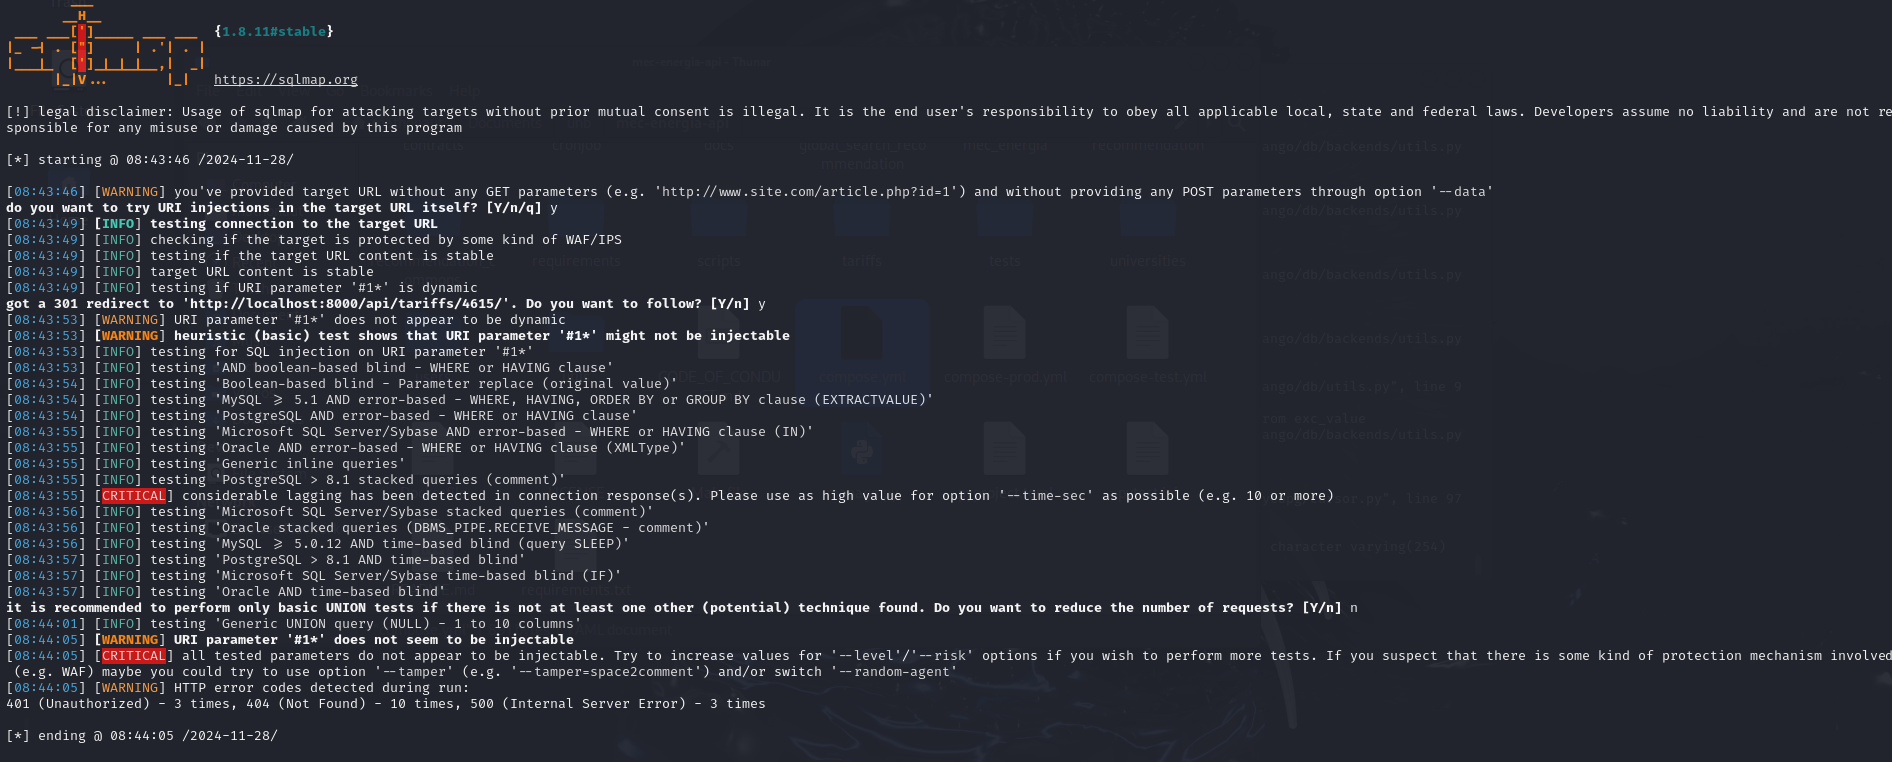 ___
       __H__
 ___ ___[']_____ ___ ___  {1.8.11#stable}
|_ -| . ["]     | .'| . |
|___|_  [']_|_|_|__,|  _|
      |_|V...       |_|   https://sqlmap.org
[!] legal disclaimer: Usage of sqlmap for attacking targets without prior mutual consent is illegal. It is the end user's responsibility to obey all applicable local, state and federal laws. Developers assume no liability and are not re
sponsible for any misuse or damage caused by this program
[*] starting @ 08:43:46 /2024-11-28/
[08:43:46] [WARNING] you've provided target URL without any GET parameters (e.g. 'http://www.site.com/article.php?id=1') and without providing any POST parameters through option '--data'
do you want to try URI injections in the target URL itself? [Y/n/q] y
[08:43:49] [INFO] testing connection to the target URL
[08:43:49] [INFO] checking if the target is protected by some kind of WAF/IPS
[08:43:49] [INFO] testing if the target URL content is stable
[08:43:49] [INFO] target URL content is stable
[08:43:49] [INFO] testing if URI parameter '#1*' is dynamic
got a 301 redirect to 'http://localhost:8000/api/tariffs/4615/'. Do you want to follow? [Y/n] y
[08:43:53] [WARNING] URI parameter '#1*' does not appear to be dynamic
[08:43:53] [WARNING] heuristic (basic) test shows that URI parameter '#1*' might not be injectable
[08:43:53] [INFO] testing for SQL injection on URI parameter '#1*'
[08:43:53] [INFO] testing 'AND boolean-based blind - WHERE or HAVING clause'
[08:43:54] [INFO] testing 'Boolean-based blind - Parameter replace (original value)'
[08:43:54] [INFO] testing 'MySQL >= 5.1 AND error-based - WHERE, HAVING, ORDER BY or GROUP BY clause (EXTRACTVALUE)'
[08:43:54] [INFO] testing 'PostgreSQL AND error-based - WHERE or HAVING clause'
[08:43:55] [INFO] testing 'Microsoft SQL Server/Sybase AND error-based - WHERE or HAVING clause (IN)'
[08:43:55] [INFO] testing 'Oracle AND error-based - WHERE or HAVING clause (XMLType)'
[08:43:55] [INFO] testing 'Generic inline queries'
[08:43:55] [INFO] testing 'PostgreSQL > 8.1 stacked queries (comment)'
[08:43:55] [CRITICAL] considerable lagging has been detected in connection response(s). Please use as high value for option '--time-sec' as possible (e.g. 10 or more)
[08:43:56] [INFO] testing 'Microsoft SQL Server/Sybase stacked queries (comment)'
[08:43:56] [INFO] testing 'Oracle stacked queries (DBMS_PIPE.RECEIVE_MESSAGE - comment)'
[08:43:56] [INFO] testing 'MySQL >= 5.0.12 AND time-based blind (query SLEEP)'
[08:43:57] [INFO] testing 'PostgreSQL > 8.1 AND time-based blind'
[08:43:57] [INFO] testing 'Microsoft SQL Server/Sybase time-based blind (IF)'
[08:43:57] [INFO] testing 'Oracle AND time-based blind'
it is recommended to perform only basic UNION tests if there is not at least one other (potential) technique found. Do you want to reduce the number of requests? [Y/n] n
[08:44:01] [INFO] testing 'Generic UNION query (NULL) - 1 to 10 columns'
[08:44:05] [WARNING] URI parameter '#1*' does not seem to be injectable
[08:44:05] [CRITICAL] all tested parameters do not appear to be injectable. Try to increase values for '--level'/'--risk' options if you wish to perform more tests. If you suspect that there is some kind of protection mechanism involved
 (e.g. WAF) maybe you could try to use option '--tamper' (e.g. '--tamper=space2comment') and/or switch '--random-agent'
[08:44:05] [WARNING] HTTP error codes detected during run:
401 (Unauthorized) - 3 times, 404 (Not Found) - 10 times, 500 (Internal Server Error) - 3 times
[*] ending @ 08:44:05 /2024-11-28/